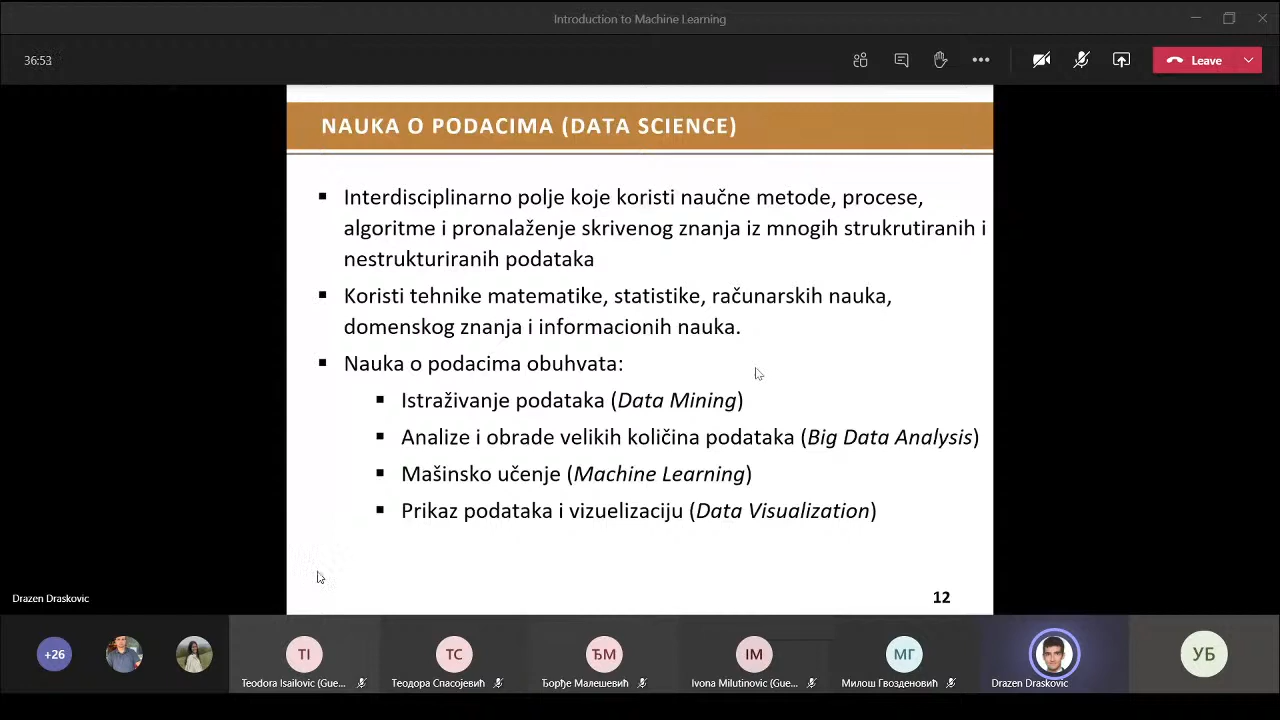 Introduction to Machine Learning
36:53
Leave
NAUKA O PODACIMA (DATA SCIENCE)
▪ Interdisciplinarno polje koje koristi naučne metode, procese,
algoritme i pronalaženje skrivenog znanja iz mnogih strukrutiranih i
nestrukturiranih podataka
▪ Koristi tehnike matematike, statistike, računarskih nauka,
domenskog znanja i informacionih nauka.
▪ Nauka o podacima obuhvata:
▪ Istraživanje podataka (Data Mining)
▪ Analize i obrade velikih količina podataka (Big Data Analysis)
▪ Mašinsko učenje (Machine Learning)
▪ Prikaz podataka i vizuelizaciju (Data Visualization)
12
Drazen Draskovic
+26
TI
TC
ЂM
IM
МГ
УБ
Teodora Isailovic (Gue...
Теодора Спасојевић
Ђорђе Малешевић
Ivona Milutinovic (Gue...
Милош Гвозденовић
Drazen Draskovic